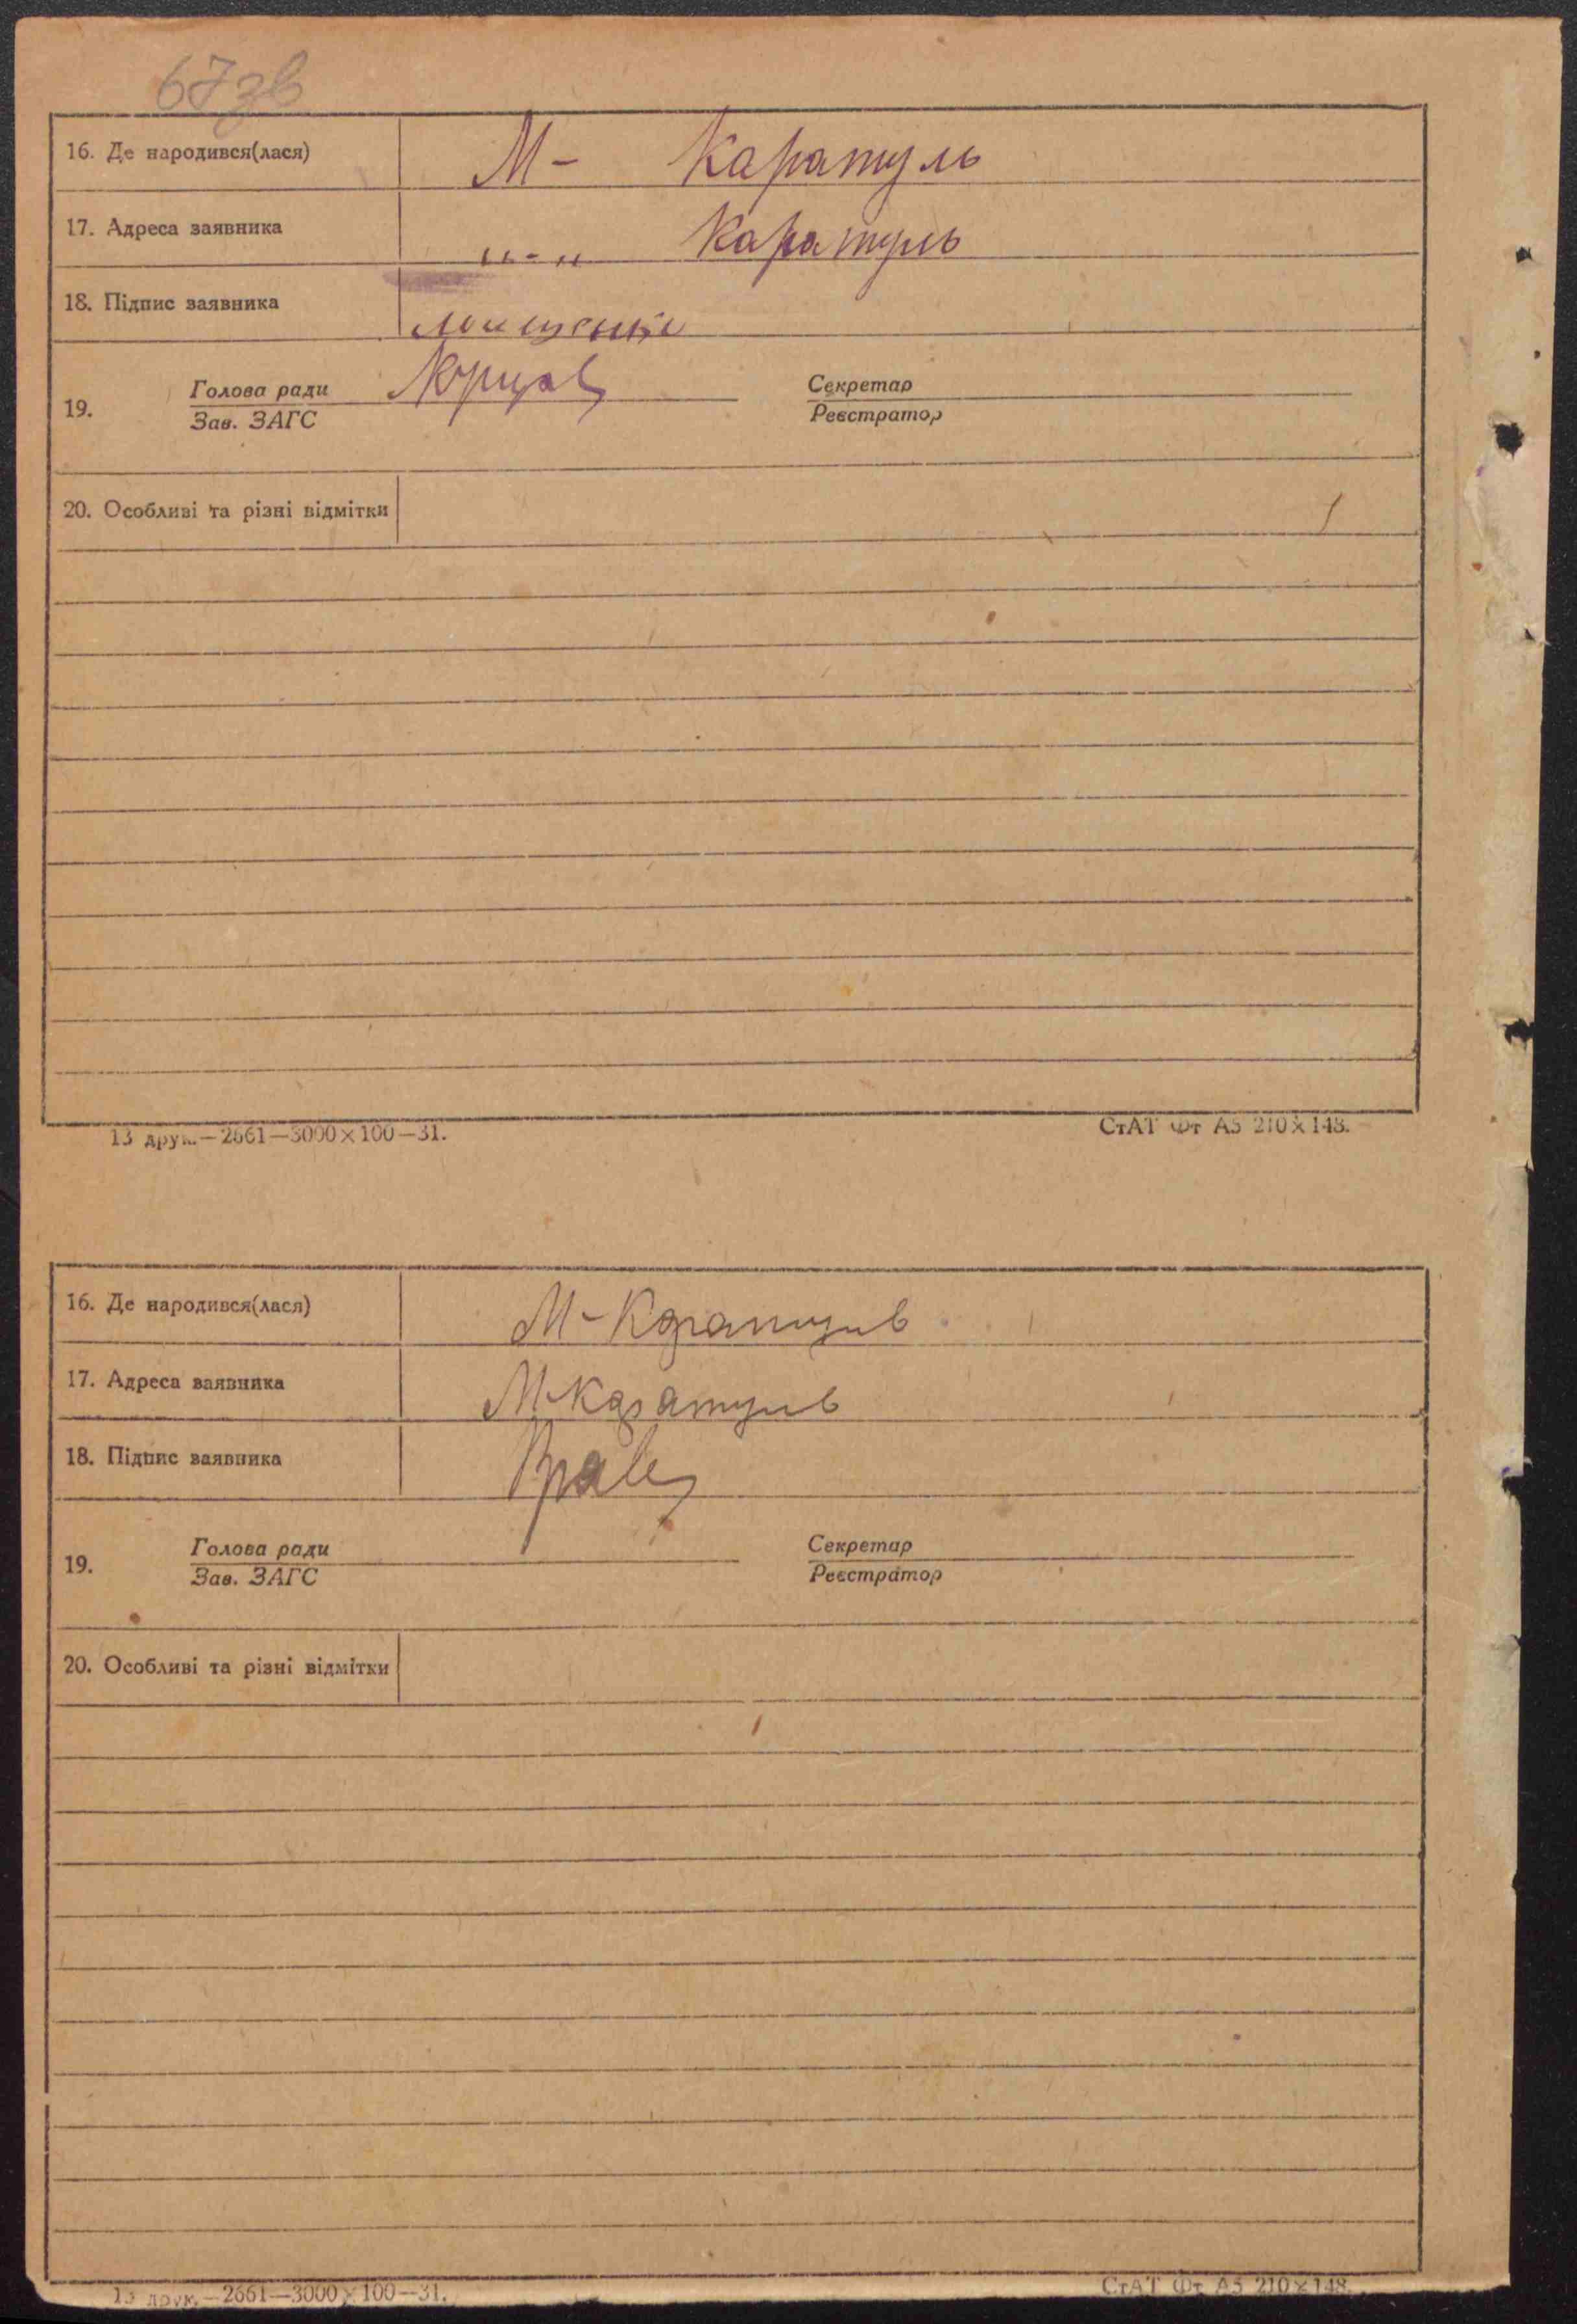 67зв
16. Де народився(лася) М- Каратуль
17. Адреса заявника "-" Каратуль
18. Підпис заявника
19. Голова ради
Зав. ЗАГС
Секретар
Реєстратор
20. Особливі та різні відмітки
13 друк.—2661—3000×100—31. СтАТ Фт А5 210×148.
16. Де народився(лася) М-Каратуль
17. Адреса заявника М-Каратуль
18. Підпис заявника
19. Голова ради
Зав. ЗАГС
Секретар
Реєстратор
20. Особливі та різні відмітки
13 друк.—2661—3000×100—31. СтАТ Фт А5 210×148.